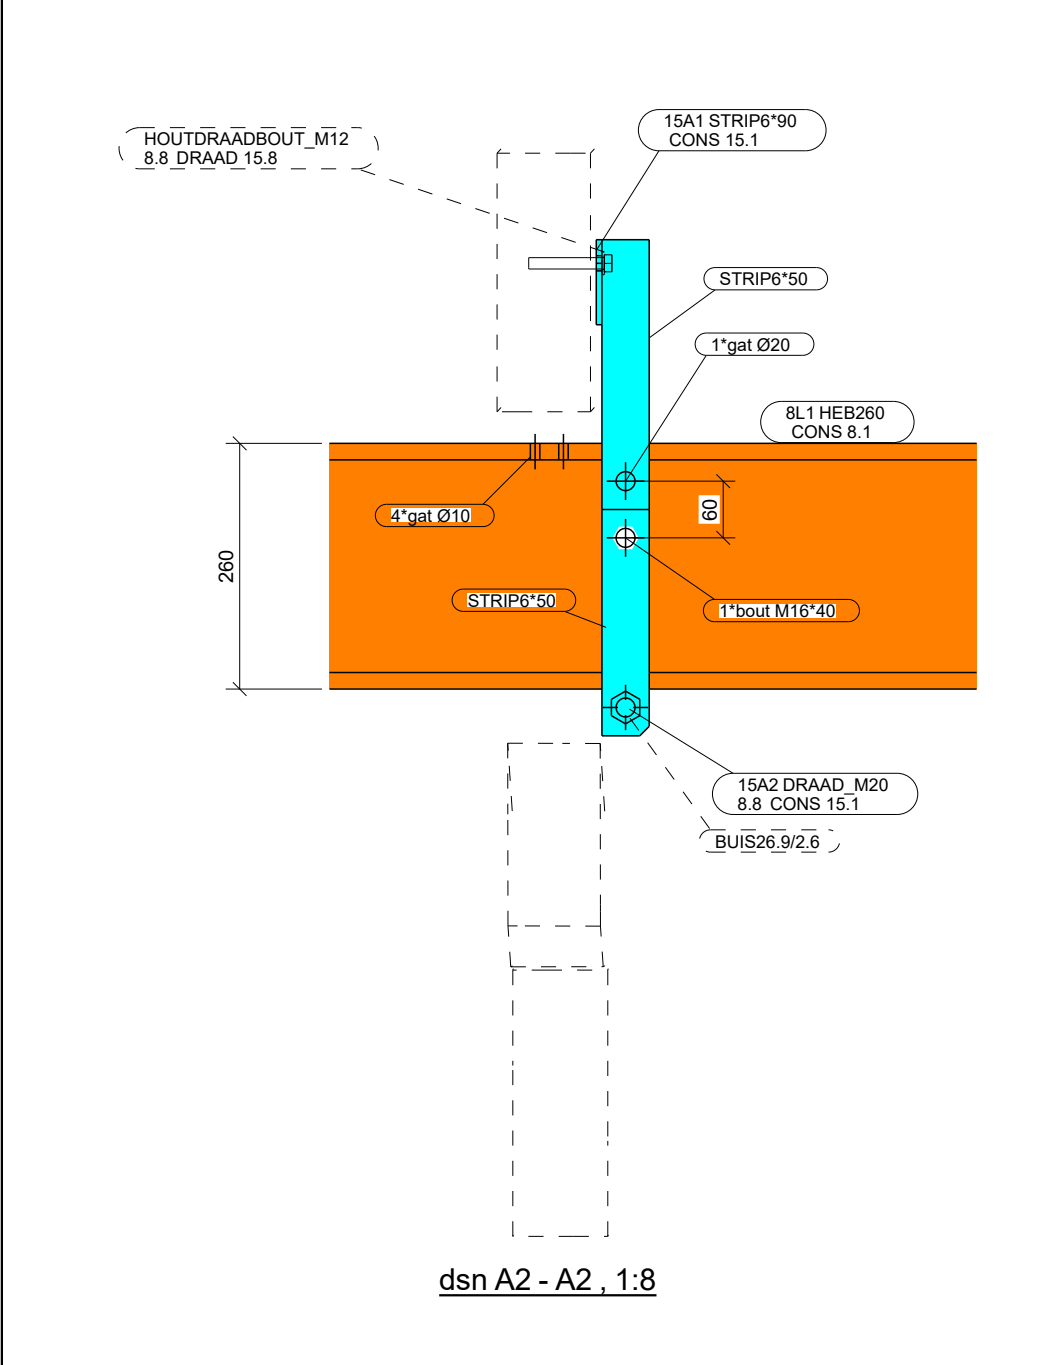 15A1 STRIP6*90
CONS 15.1
HOUTDRAADBOUT_M12
8.8 DRAAD 15.8
STRIP6*50
1*gat Ø20
8L1 HEB260
CONS 8.1
4*gat Ø10
60
260
STRIP6*50
1*bout M16*40
15A2 DRAAD_M20
8.8 CONS 15.1
BUIS26.9/2.6
dsn A2 - A2 , 1:8